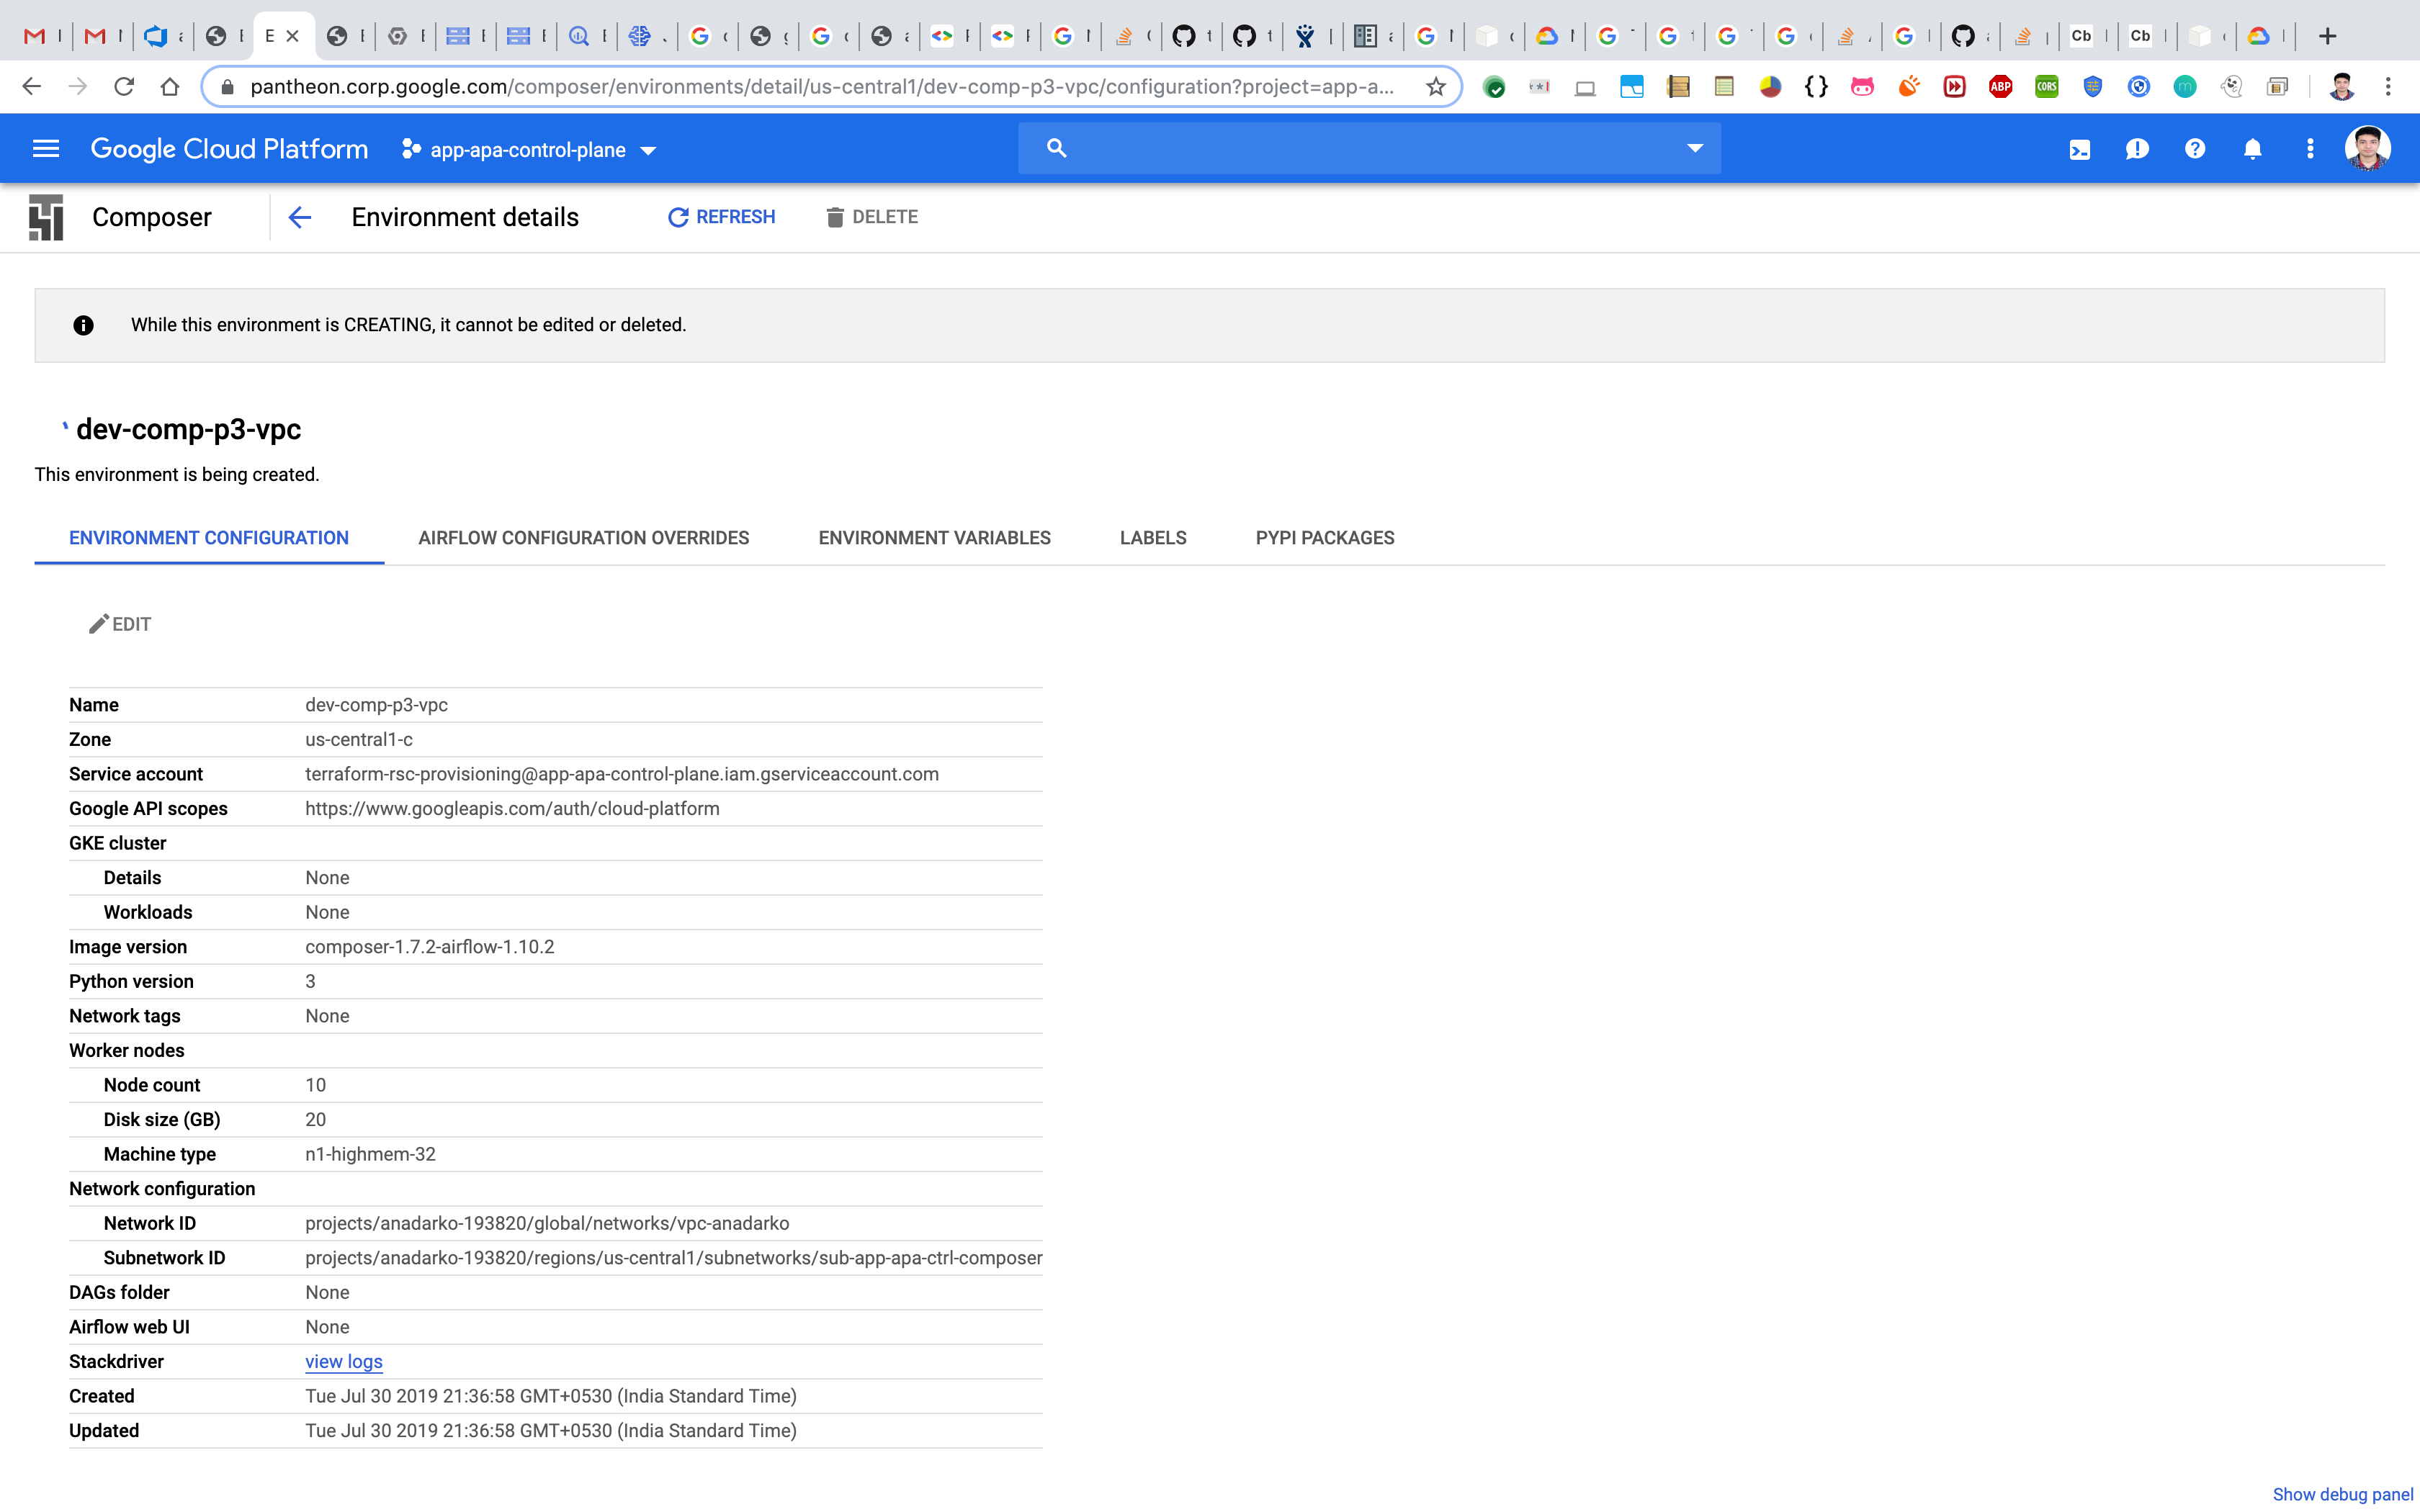 pantheon.corp.google.com/composer/environments/detail/us-central1/dev-comp-p3-vpc/configuration?project=app-a...
Google Cloud Platform
app-apa-control-plane
Composer
Environment details
REFRESH
DELETE
While this environment is CREATING, it cannot be edited or deleted.
dev-comp-p3-vpc
This environment is being created.
ENVIRONMENT CONFIGURATION
AIRFLOW CONFIGURATION OVERRIDES
ENVIRONMENT VARIABLES
LABELS
PYPI PACKAGES
EDIT
Name dev-comp-p3-vpc
Zone us-central1-c
Service account terraform-rsc-provisioning@app-apa-control-plane.iam.gserviceaccount.com
Google API scopes https://www.googleapis.com/auth/cloud-platform
GKE cluster
Details None
Workloads None
Image version composer-1.7.2-airflow-1.10.2
Python version 3
Network tags None
Worker nodes
Node count 10
Disk size (GB) 20
Machine type n1-highmem-32
Network configuration
Network ID projects/anadarko-193820/global/networks/vpc-anadarko
Subnetwork ID projects/anadarko-193820/regions/us-central1/subnetworks/sub-app-apa-ctrl-composer
DAGs folder None
Airflow web UI None
Stackdriver view logs
Created Tue Jul 30 2019 21:36:58 GMT+0530 (India Standard Time)
Updated Tue Jul 30 2019 21:36:58 GMT+0530 (India Standard Time)
Show debug panel